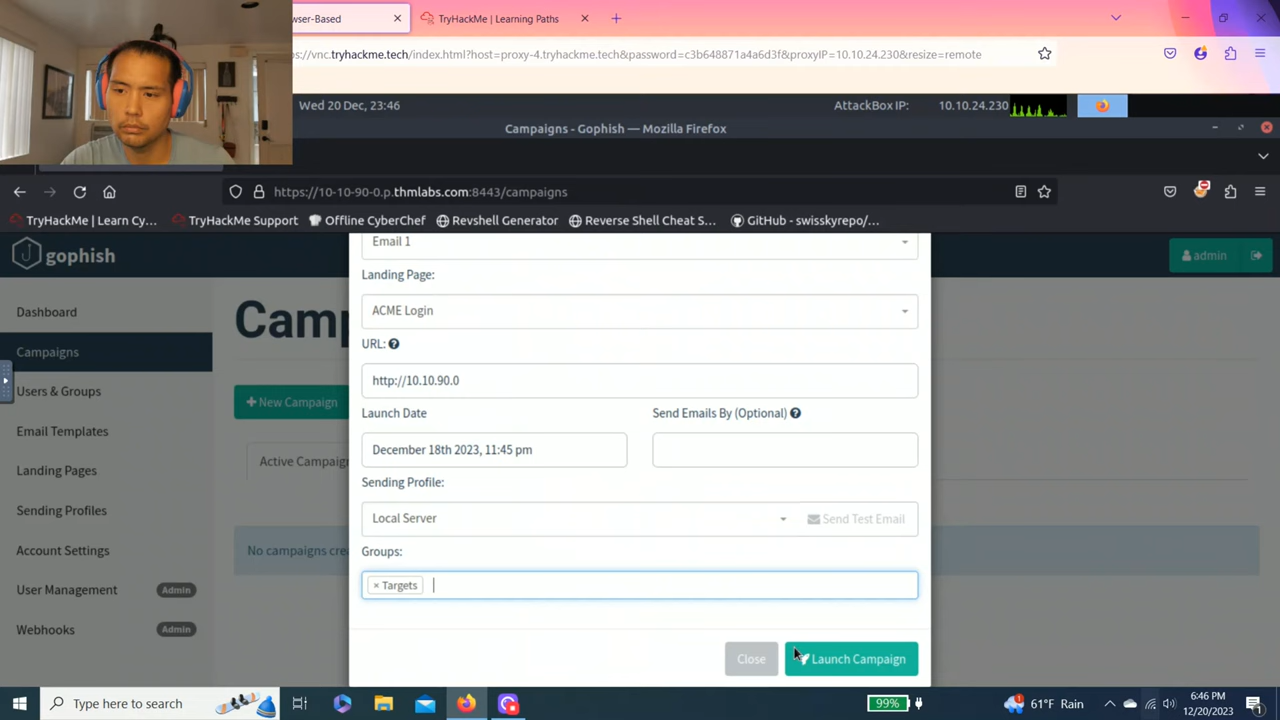 wser-Based
TryHackMe | Learning Paths
ps://vnc.tryhackme.tech/index.html?host=proxy-4.tryhackme.tech&password=c3b648871a4a6d3f&proxyIP=10.10.24.230&resize=remote
Wed 20 Dec, 23:46
AttackBox IP: 10.10.24.230
Campaigns - Gophish — Mozilla Firefox
https://10-10-90-0.p.thmlabs.com:8443/campaigns
TryHackMe | Learn Cy...
TryHackMe Support
Offline CyberChef
Revshell Generator
Reverse Shell Cheat S...
GitHub - swisskyrepo/...
gophish
admin
Dashboard
Campaigns
Users & Groups
Email Templates
Landing Pages
Sending Profiles
Account Settings
User Management Admin
Webhooks Admin
Camp
New Campaign
Active Campaig
No campaigns crea
Email 1
Landing Page:
ACME Login
URL:
http://10.10.90.0
Launch Date
Send Emails By (Optional)
December 18th 2023, 11:45 pm
Sending Profile:
Local Server
Send Test Email
Groups:
× Targets
Close
Launch Campaign
Type here to search
99%
61°F Rain
6:46 PM
12/20/2023
1